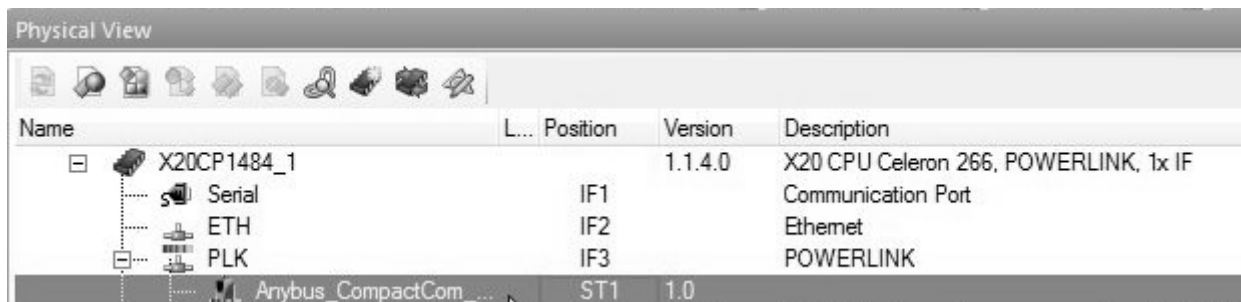 Physical View
Name L... Position Version Description
X20CP1484_1 1.1.4.0 X20 CPU Celeron 266, POWERLINK, 1x IF
Serial IF1 Communication Port
ETH IF2 Ethernet
PLK IF3 POWERLINK
Anybus_CompactCom_... ST1 1.0